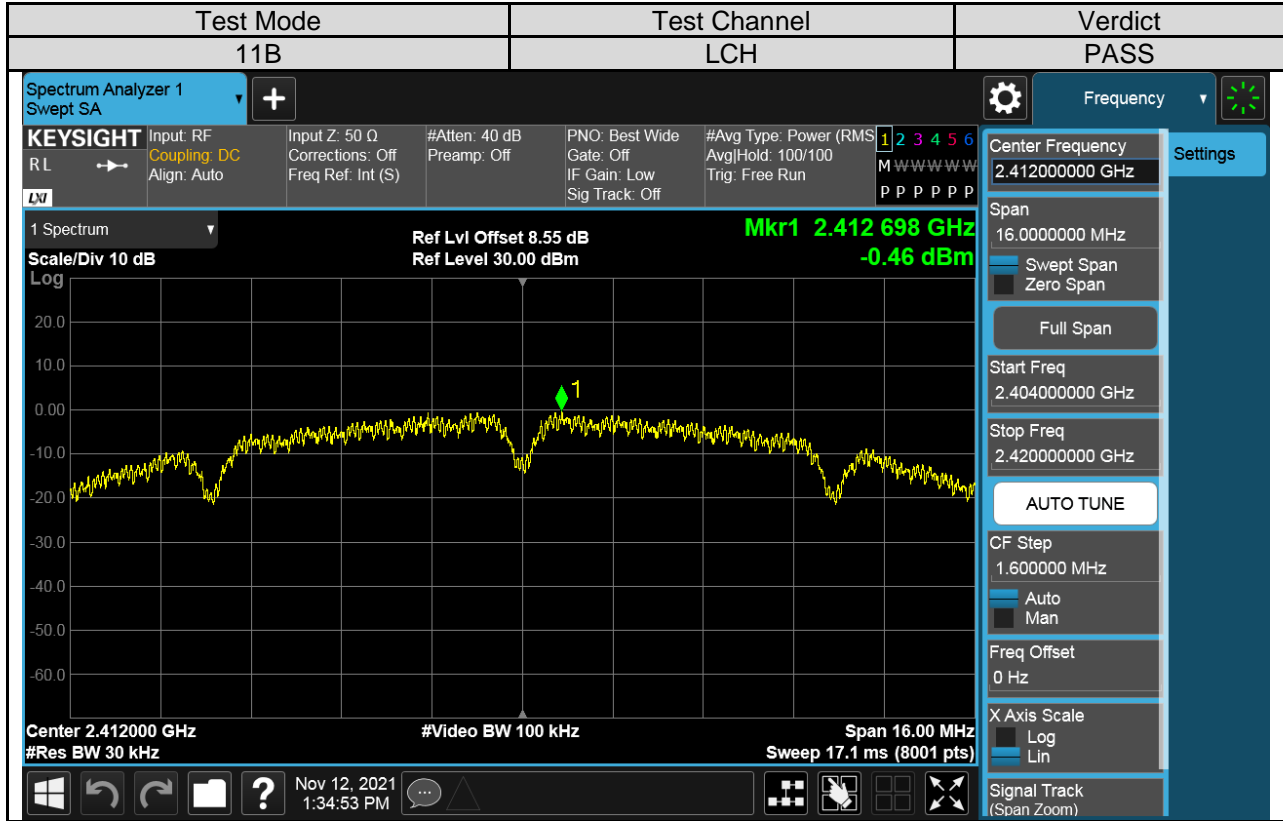 Test Mode Test Channel Verdict
11B LCH PASS
Spectrum Analyzer 1
Swept SA
+
Frequency
KEYSIGHT
RL
LXI
Input: RF
Coupling: DC
Align: Auto
Input Z: 50 Ω
Corrections: Off
Freq Ref: Int (S)
#Atten: 40 dB
Preamp: Off
PNO: Best Wide
Gate: Off
IF Gain: Low
Sig Track: Off
#Avg Type: Power (RMS
Avg|Hold: 100/100
Trig: Free Run
1 2 3 4 5 6
M W W W W W
P P P P P P
1 Spectrum
Scale/Div 10 dB
Ref Lvl Offset 8.55 dB
Ref Level 30.00 dBm
Mkr1 2.412 698 GHz
-0.46 dBm
Log
20.0
10.0
0.00
-10.0
-20.0
-30.0
-40.0
-50.0
-60.0
1
Center 2.412000 GHz
#Res BW 30 kHz
#Video BW 100 kHz
Span 16.00 MHz
Sweep 17.1 ms (8001 pts)
Center Frequency
2.412000000 GHz
Settings
Span
16.0000000 MHz
Swept Span
Zero Span
Full Span
Start Freq
2.404000000 GHz
Stop Freq
2.420000000 GHz
AUTO TUNE
CF Step
1.600000 MHz
Auto
Man
Freq Offset
0 Hz
X Axis Scale
Log
Lin
Signal Track
(Span Zoom)
?
Nov 12, 2021
1:34:53 PM